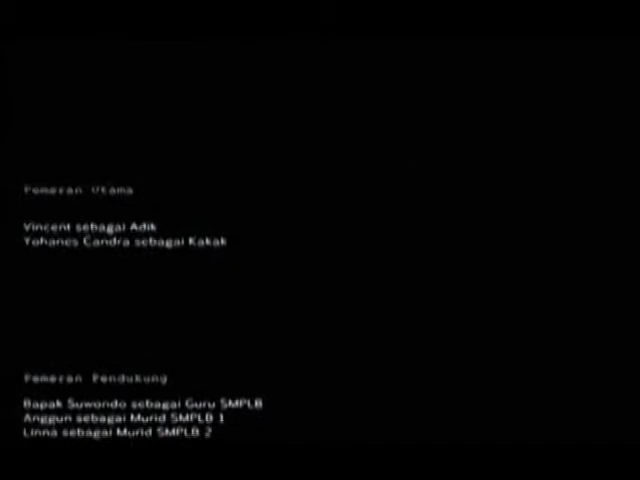 Pemeran Utama
Vincent sebagai Adik
Yohanes Candra sebagai Kakak
Pemeran Pendukung
Bapak Suwondo sebagai Guru SMPLB
Anggun sebagai Murid SMPLB 1
Linna sebagai Murid SMPLB 2